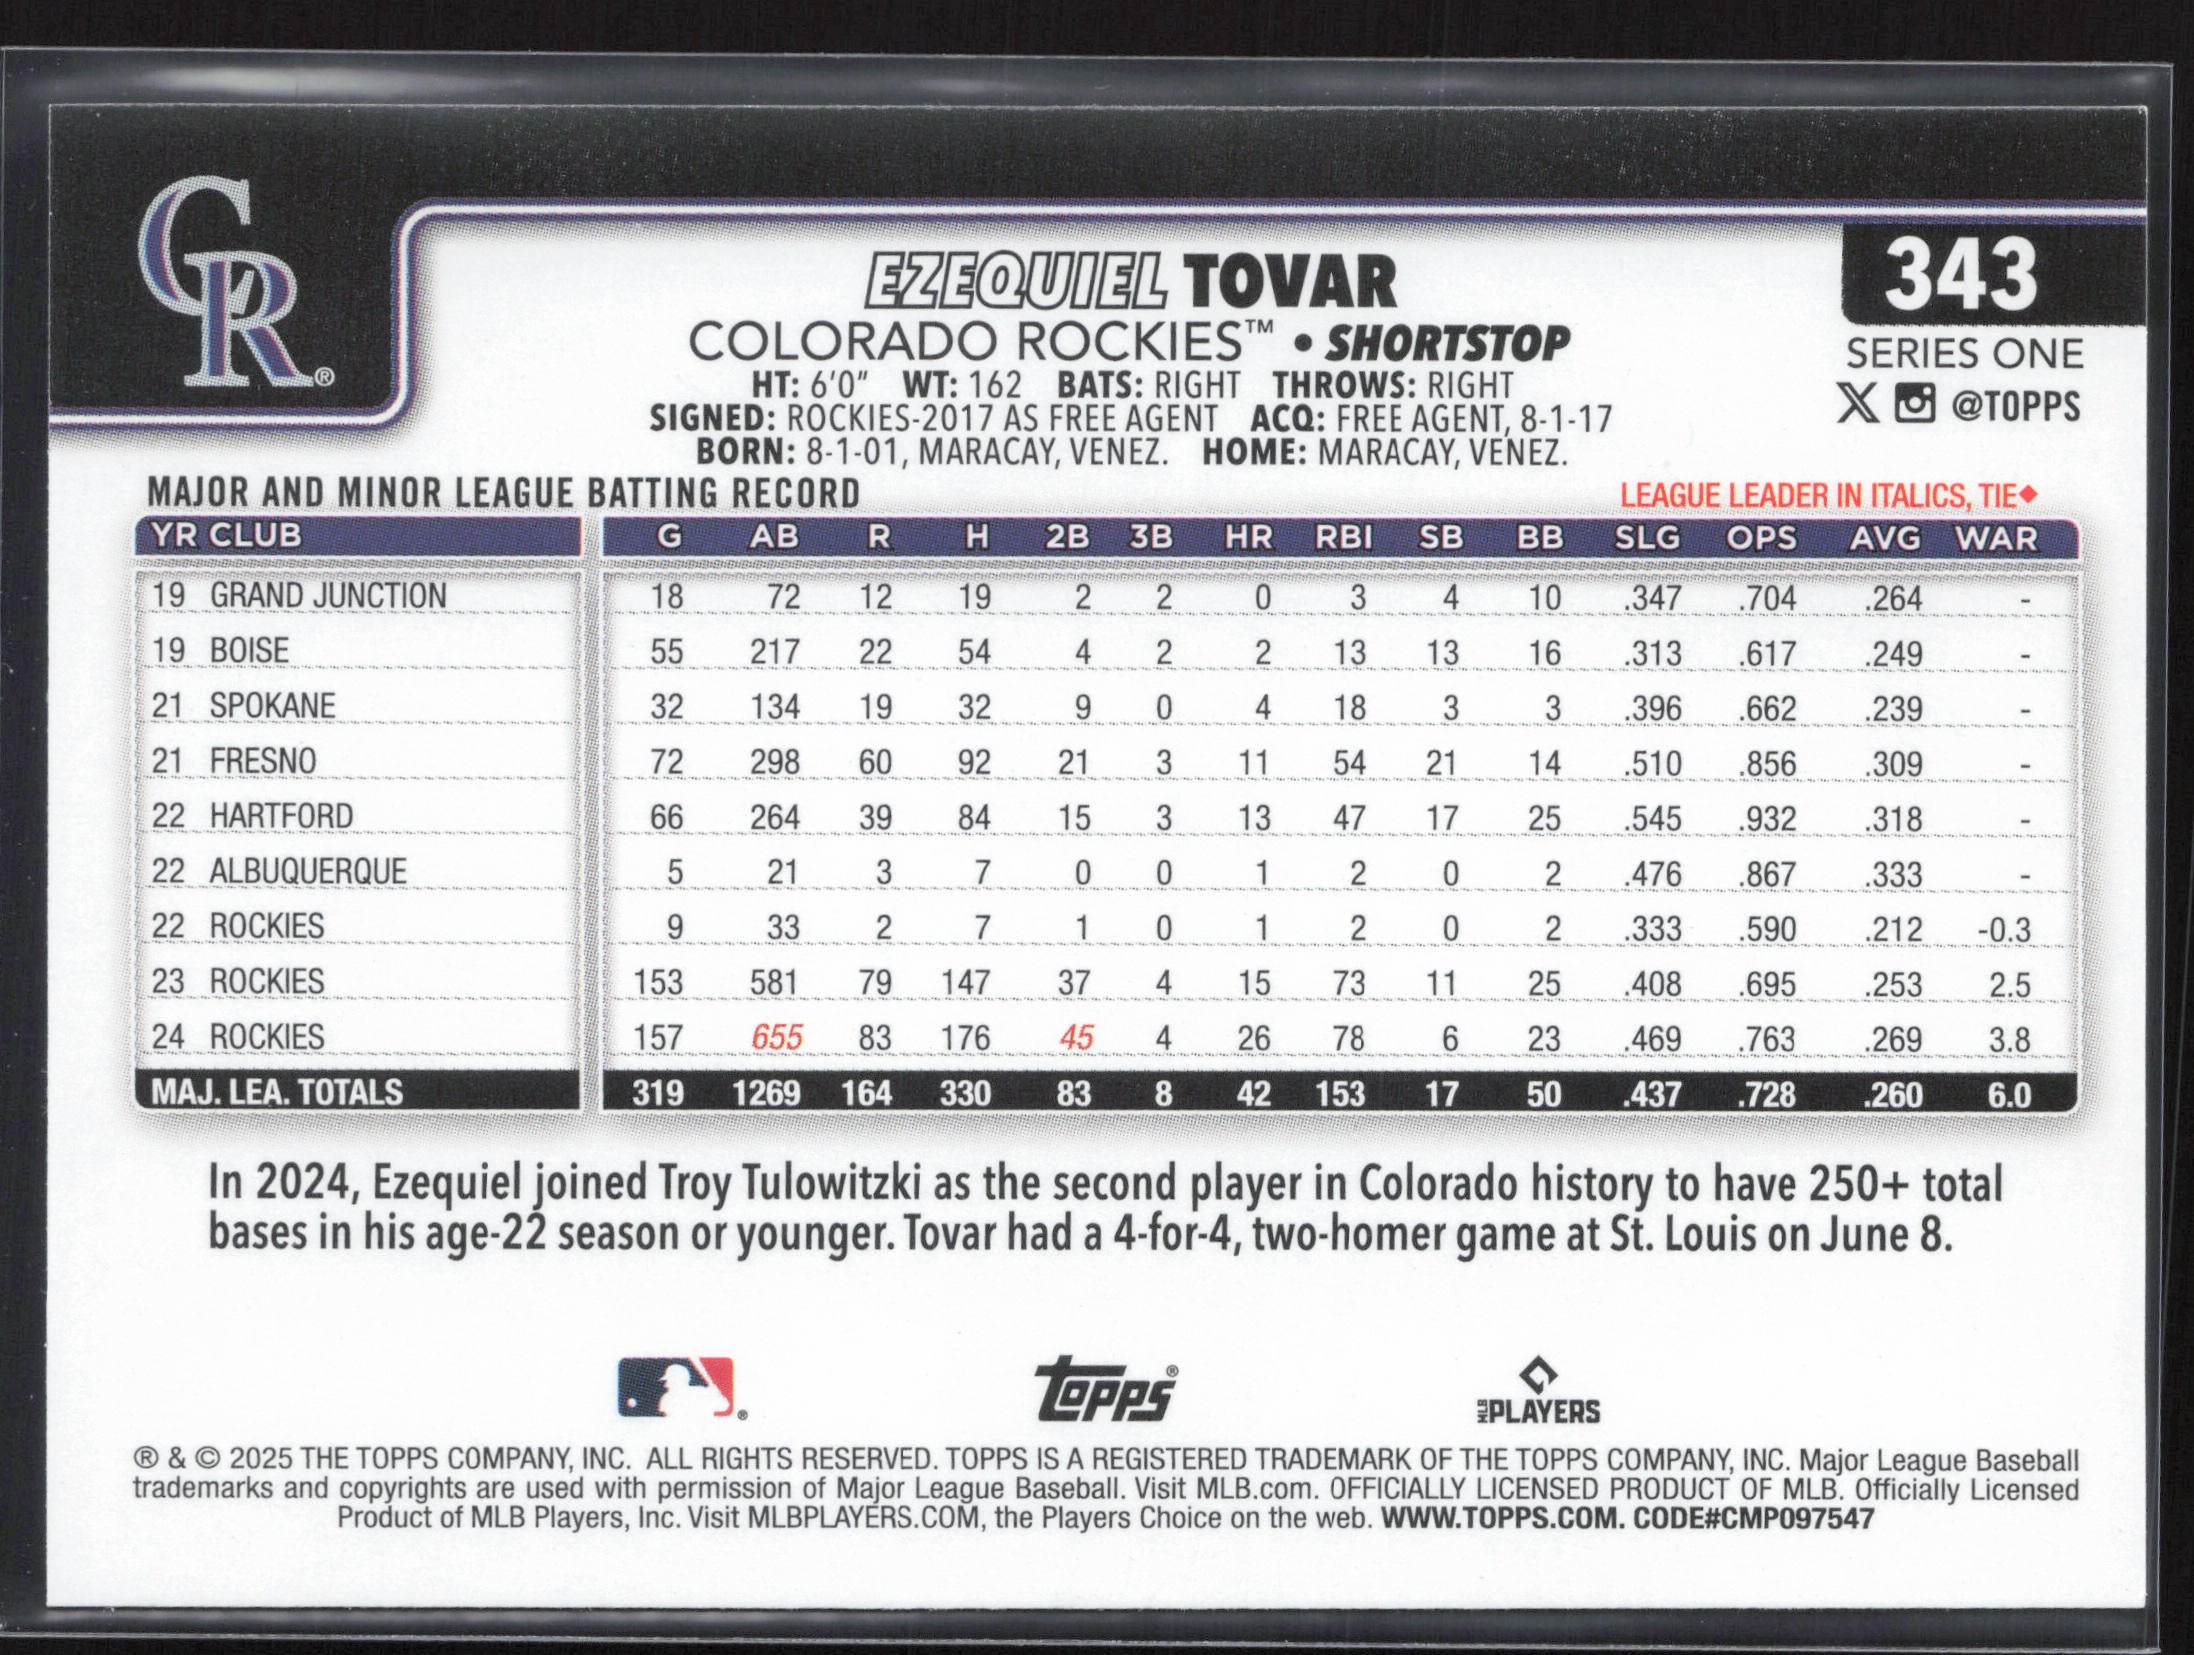 CR®
EZEQUIEL TOVAR
343
COLORADO ROCKIES™ • SHORTSTOP
SERIES ONE
HT: 6'0" WT: 162 BATS: RIGHT THROWS: RIGHT
X @TOPPS
SIGNED: ROCKIES-2017 AS FREE AGENT ACQ: FREE AGENT, 8-1-17
BORN: 8-1-01, MARACAY, VENEZ. HOME: MARACAY, VENEZ.
MAJOR AND MINOR LEAGUE BATTING RECORD LEAGUE LEADER IN ITALICS, TIE◆
YR CLUB G AB R H 2B 3B HR RBI SB BB SLG OPS AVG WAR
19 GRAND JUNCTION 18 72 12 19 2 2 0 3 4 10 .347 .704 .264 -
19 BOISE 55 217 22 54 4 2 2 13 13 16 .313 .617 .249 -
21 SPOKANE 32 134 19 32 9 0 4 18 3 3 .396 .662 .239 -
21 FRESNO 72 298 60 92 21 3 11 54 21 14 .510 .856 .309 -
22 HARTFORD 66 264 39 84 15 3 13 47 17 25 .545 .932 .318 -
22 ALBUQUERQUE 5 21 3 7 0 0 1 2 0 2 .476 .867 .333 -
22 ROCKIES 9 33 2 7 1 0 1 2 0 2 .333 .590 .212 -0.3
23 ROCKIES 153 581 79 147 37 4 15 73 11 25 .408 .695 .253 2.5
24 ROCKIES 157 655 83 176 45 4 26 78 6 23 .469 .763 .269 3.8
MAJ. LEA. TOTALS 319 1269 164 330 83 8 42 153 17 50 .437 .728 .260 6.0
In 2024, Ezequiel joined Troy Tulowitzki as the second player in Colorado history to have 250+ total
bases in his age-22 season or younger. Tovar had a 4-for-4, two-homer game at St. Louis on June 8.
® TOPPS® MLB PLAYERS
® & © 2025 THE TOPPS COMPANY, INC. ALL RIGHTS RESERVED. TOPPS IS A REGISTERED TRADEMARK OF THE TOPPS COMPANY, INC. Major League Baseball
trademarks and copyrights are used with permission of Major League Baseball. Visit MLB.com. OFFICIALLY LICENSED PRODUCT OF MLB. Officially Licensed
Product of MLB Players, Inc. Visit MLBPLAYERS.COM, the Players Choice on the web. WWW.TOPPS.COM. CODE#CMP097547